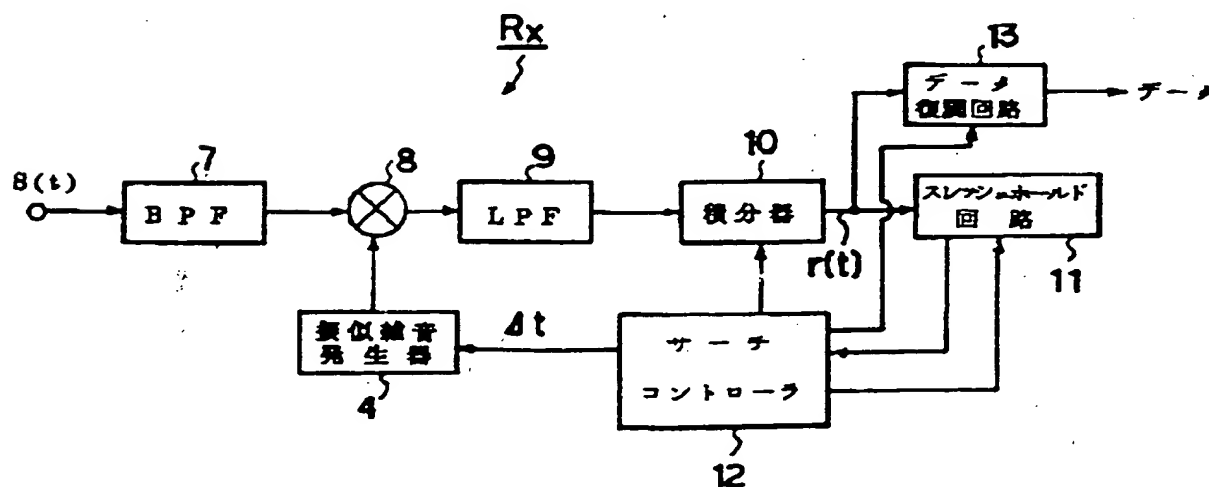 Rx
13
データ
復調回路
データ
S(t)
7
BPF
8
9
LPF
10
積分器
r(t)
スレッシュホールド
回路
11
擬似雑音
発生器
4
Δt
サーチ
コントローラ
12